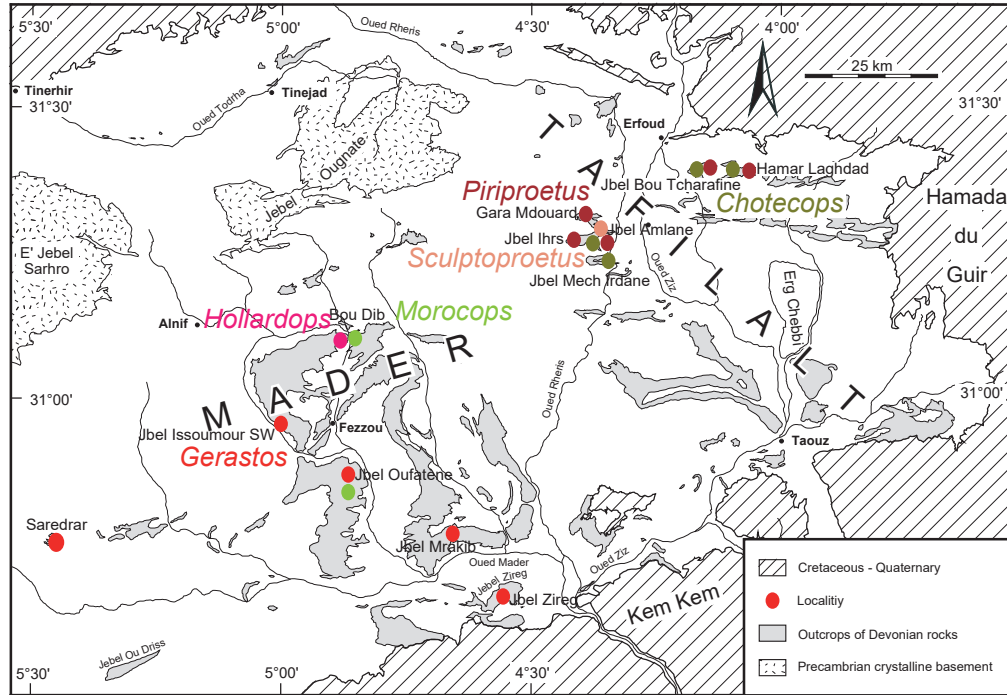 5°30'
5°00'
4°30'
4°00'
Oued Rheris
25 km
Tinerhir
Tinejad
31°30'
31°30'
Oued Todrha
Erfoud
Ougnate
Jebel
T
A
F
I
L
A
L
T
Hamar Laghdad
Jbel Bou Tcharafine
Piriproetus
Chotecops
Hamada
du
Guir
Gara Mdouard
Jbel Amlane
Jbel Ihrs
Sculptoproetus
E' Jebel
Sarhro
Oued Ziz
Jbel Mech Irdane
Erg Chebbi
Hollardops
Morocops
Bou Dib
Alnif
M
A
D
E
R
Oued Rheris
31°00'
31°00'
Fezzou
Jbel Issoumour SW
Taouz
Gerastos
Jbel Oufatène
Saredrar
Jbel Mrakib
Oued Mader
Oued Ziz
Jebel Zireg
Jbel Zireg
Kem Kem
Jebel Ou Driss
Cretaceous - Quaternary
Localitiy
Outcrops of Devonian rocks
Precambrian crystalline basement
5°30'
5°00'
4°30'